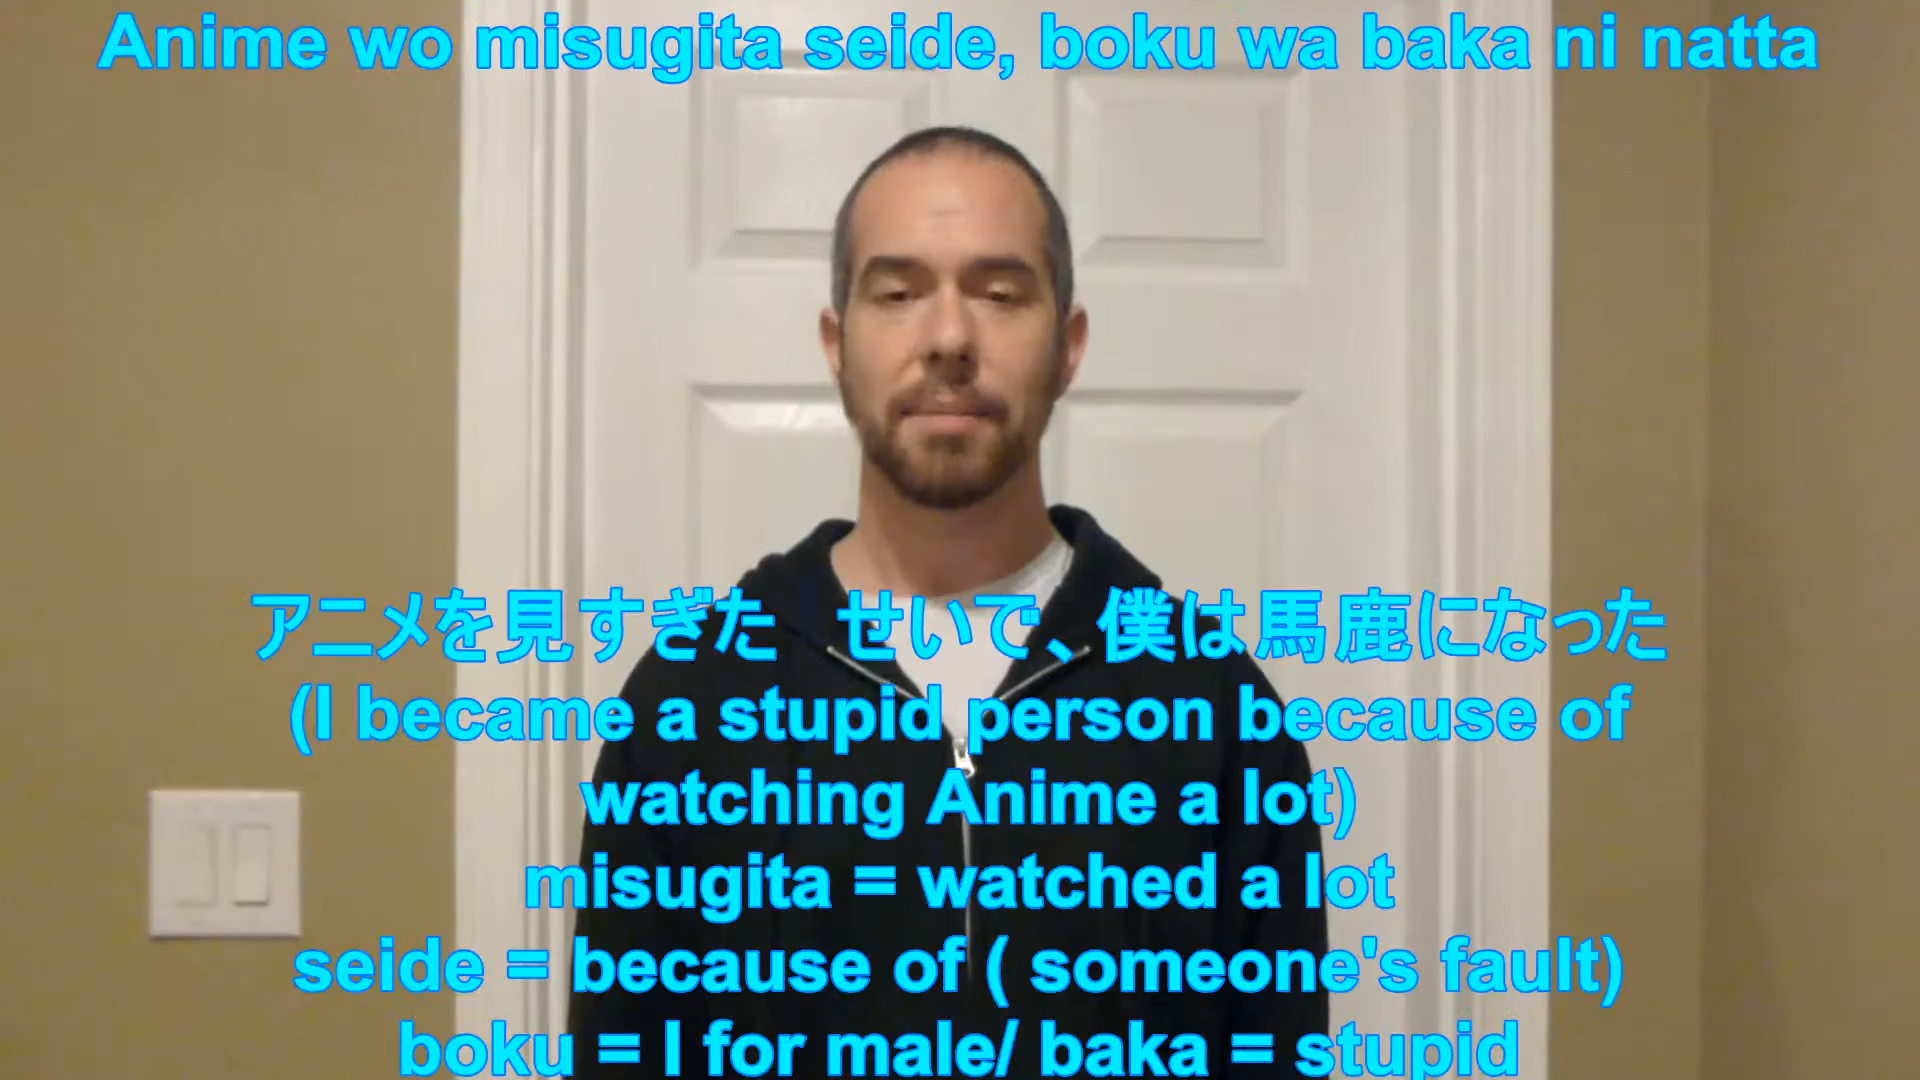 Anime wo misugita seide, boku wa baka ni natta
アニメを見すぎた　せいで、僕は馬鹿になった
(I became a stupid person because of
watching Anime a lot)
misugita = watched a lot
seide = because of ( someone's fault)
boku = I for male/ baka = stupid